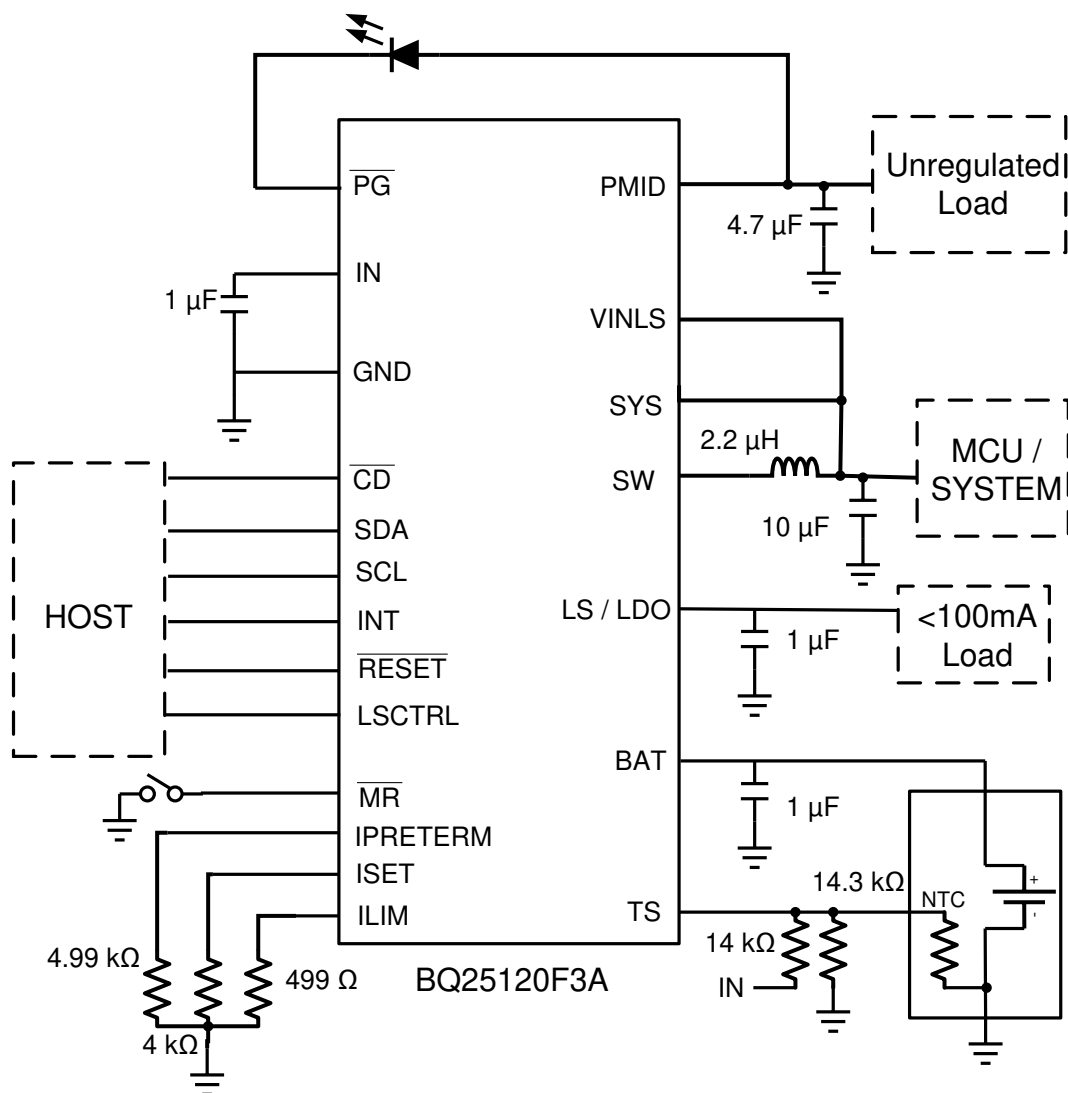 PG
PMID
Unregulated
Load
4.7 µF
IN
1 µF
VINLS
GND
SYS
2.2 µH
MCU /
SYSTEM
CD
SW
10 µF
SDA
SCL
HOST
INT
LS / LDO
<100mA
Load
1 µF
RESET
LSCTRL
BAT
MR
1 µF
IPRETERM
ISET
14.3 kΩ
+
-
NTC
ILIM
TS
14 kΩ
4.99 kΩ
499 Ω
BQ25120F3A
IN
4 kΩ